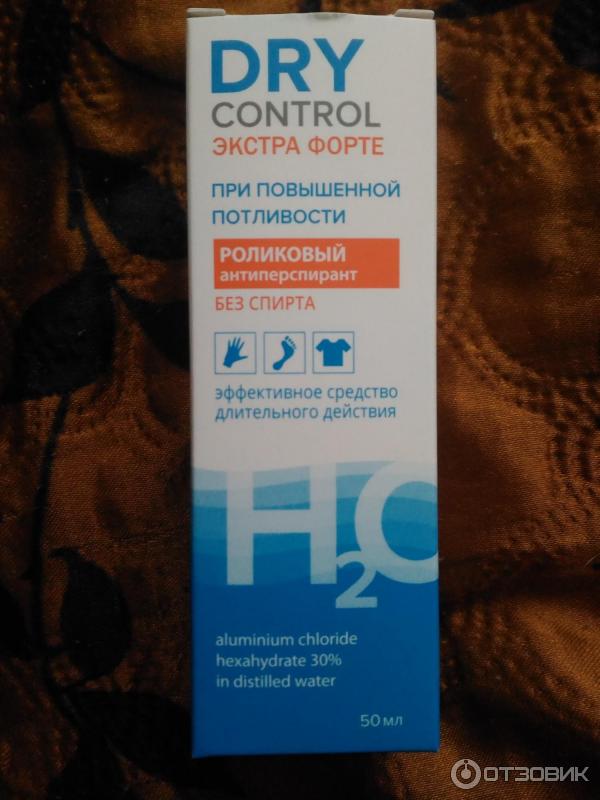 DRY
CONTROL
ЭКСТРА ФОРТЕ
ПРИ ПОВЫШЕННОЙ
ПОТЛИВОСТИ
РОЛИКОВЫЙ
антиперспирант
БЕЗ СПИРТА
эффективное средство
длительного действия
H2O
aluminium chloride
hexahydrate 30%
in distilled water
50 мл
ОТЗОВИК